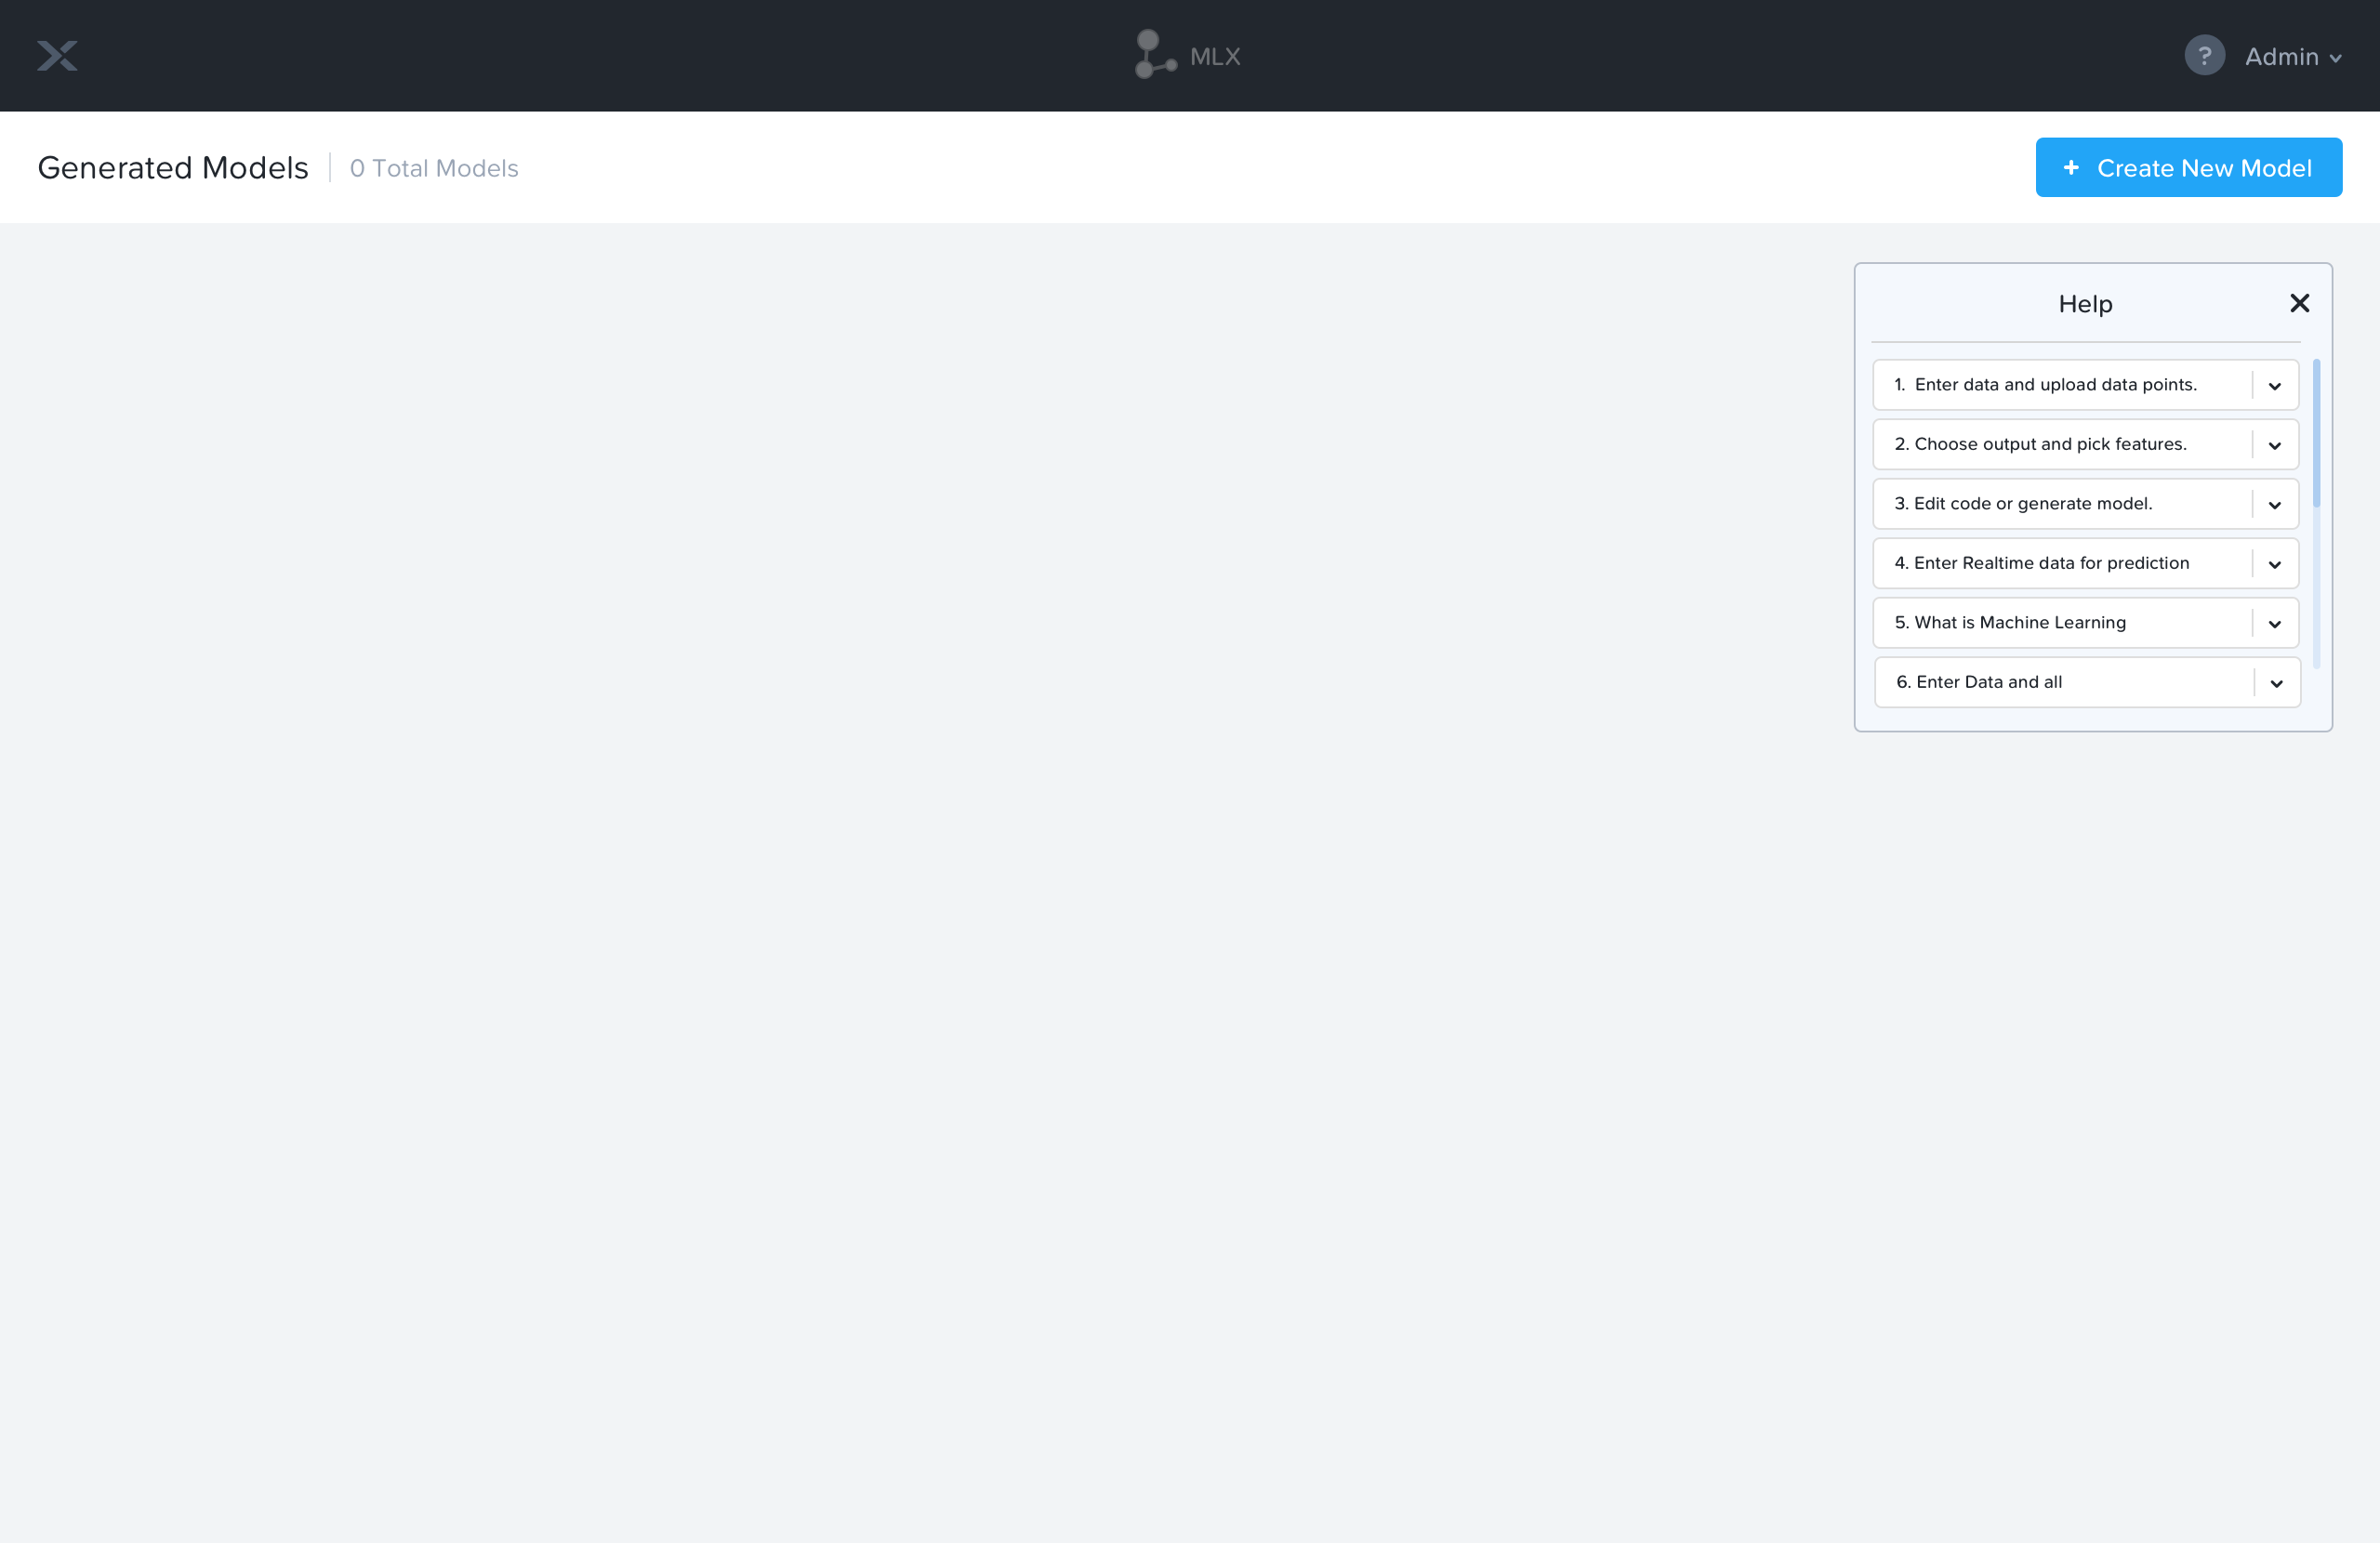 MLX
? Admin
Generated Models 0 Total Models
+ Create New Model
Help
1. Enter data and upload data points.
2. Choose output and pick features.
3. Edit code or generate model.
4. Enter Realtime data for prediction
5. What is Machine Learning
6. Enter Data and all